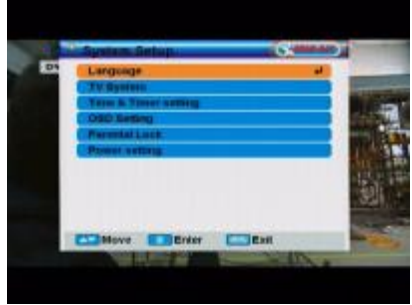 System Setup
Language
TV System
Time & Timer setting
OSD Setting
Parental Lock
Power setting
Move Enter Exit